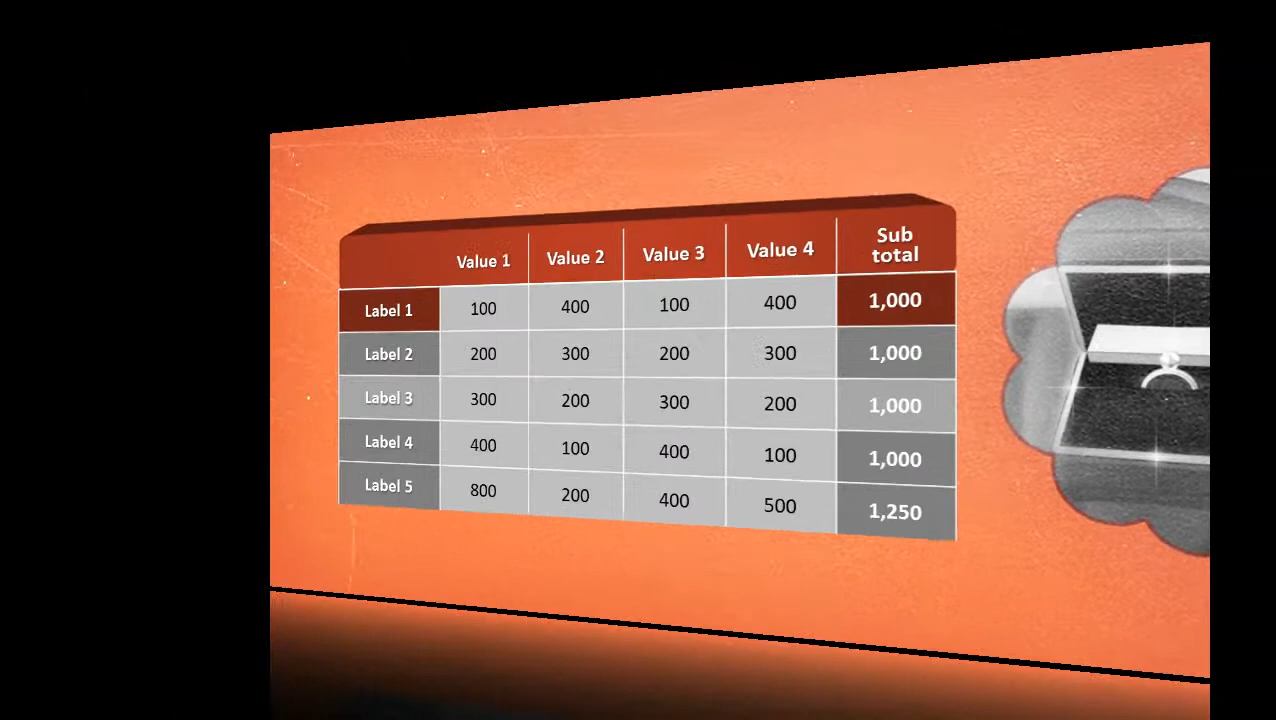 Value 1 Value 2 Value 3 Value 4 Sub total
Label 1 100 400 100 400 1,000
Label 2 200 300 200 300 1,000
Label 3 300 200 300 200 1,000
Label 4 400 100 400 100 1,000
Label 5 800 200 400 500 1,250